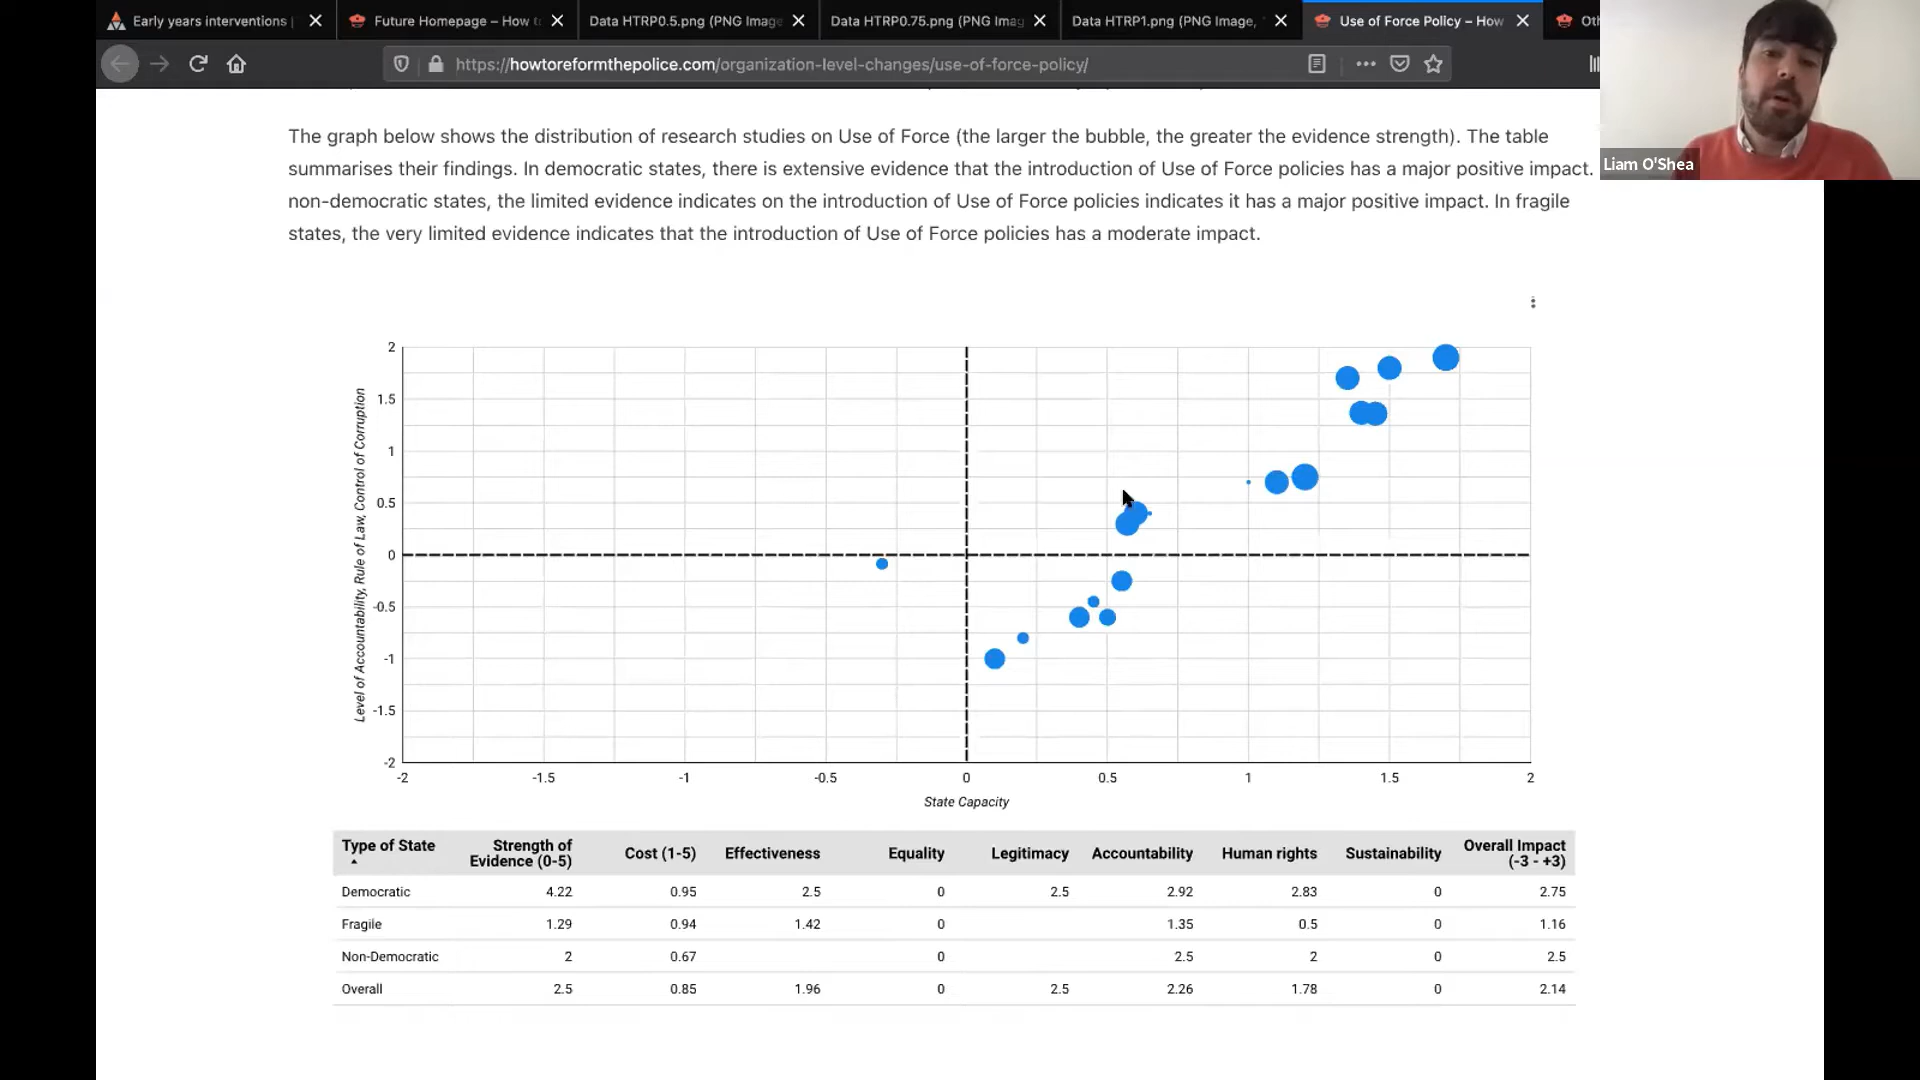 Early years interventions
Future Homepage – How t
Data HTRP0.5.png (PNG Image
Data HTRP0.75.png (PNG Imag
Data HTRP1.png (PNG Image,
Use of Force Policy – How
Oth
https://howtoreformthepolice.com/organization-level-changes/use-of-force-policy/
Liam O'Shea
The graph below shows the distribution of research studies on Use of Force (the larger the bubble, the greater the evidence strength). The table
summarises their findings. In democratic states, there is extensive evidence that the introduction of Use of Force policies has a major positive impact.
non-democratic states, the limited evidence indicates on the introduction of Use of Force policies indicates it has a major positive impact. In fragile
states, the very limited evidence indicates that the introduction of Use of Force policies has a moderate impact.
Level of Accountability, Rule of Law, Control of Corruption
2
1.5
1
0.5
0
-0.5
-1
-1.5
-2
-2 -1.5 -1 -0.5 0 0.5 1 1.5 2
State Capacity
Type of State Strength of Evidence (0-5) Cost (1-5) Effectiveness Equality Legitimacy Accountability Human rights Sustainability Overall Impact (-3 - +3)
Democratic 4.22 0.95 2.5 0 2.5 2.92 2.83 0 2.75
Fragile 1.29 0.94 1.42 0 1.35 0.5 0 1.16
Non-Democratic 2 0.67 0 2.5 2 0 2.5
Overall 2.5 0.85 1.96 0 2.5 2.26 1.78 0 2.14